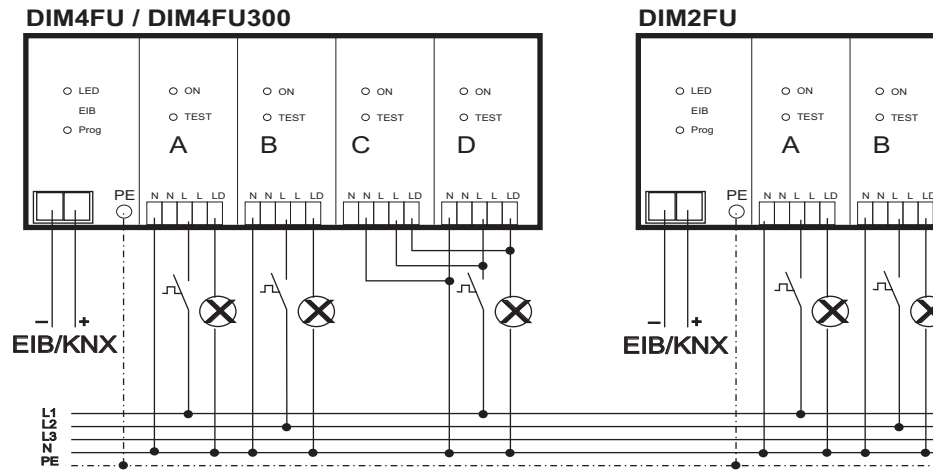 DIM4FU / DIM4FU300 DIM2FU
LED ON ON ON ON LED ON ON
EIB EIB
Prog TEST TEST TEST TEST Prog TEST TEST
A B C D A B
PE N N L L LD N N L L LD N N L L LD N N L L LD PE N N L L LD N N L L LD
– + – +
EIB/KNX EIB/KNX
L1
L2
L3
N
PE